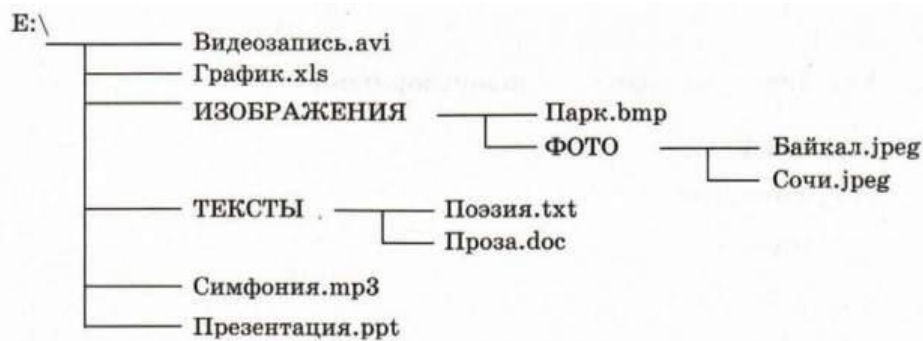 E:\
Видеозапись.avi
График.xls
ИЗОБРАЖЕНИЯ Парк.bmp
ФОТО Байкал.jpeg
Сочи.jpeg
ТЕКСТЫ Поэзия.txt
Проза.doc
Симфония.mp3
Презентация.ppt